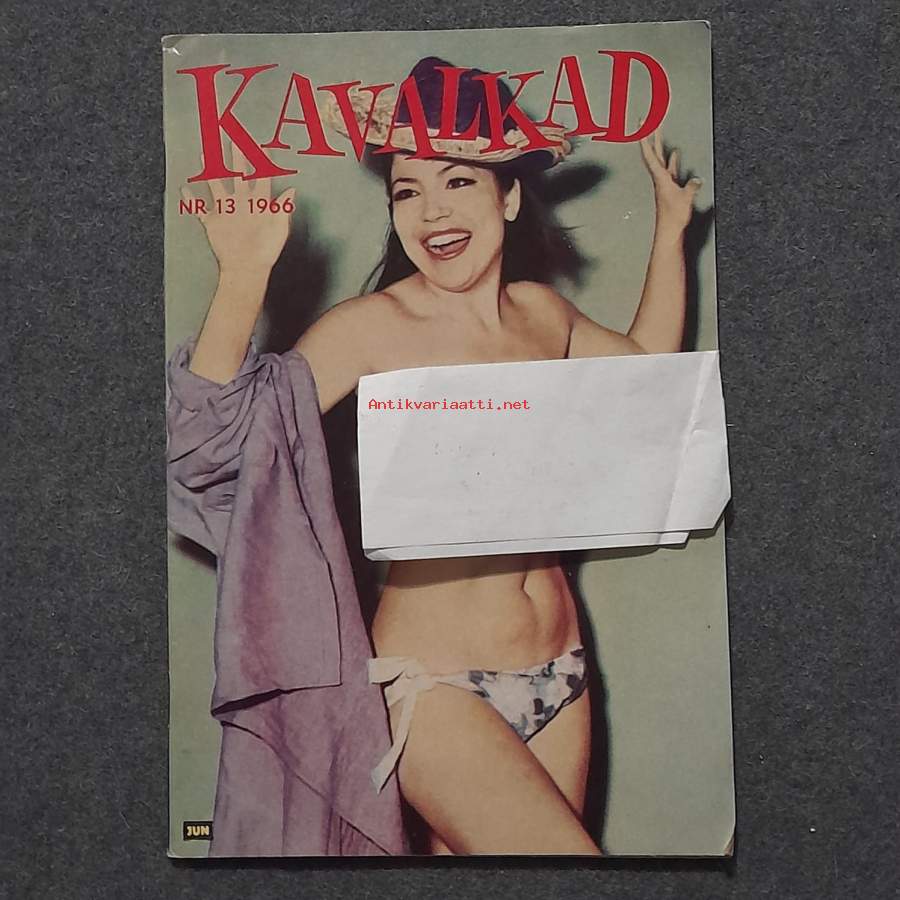 KAVALKAD
NR 13 1966
Antikvariaatti.net
JUN